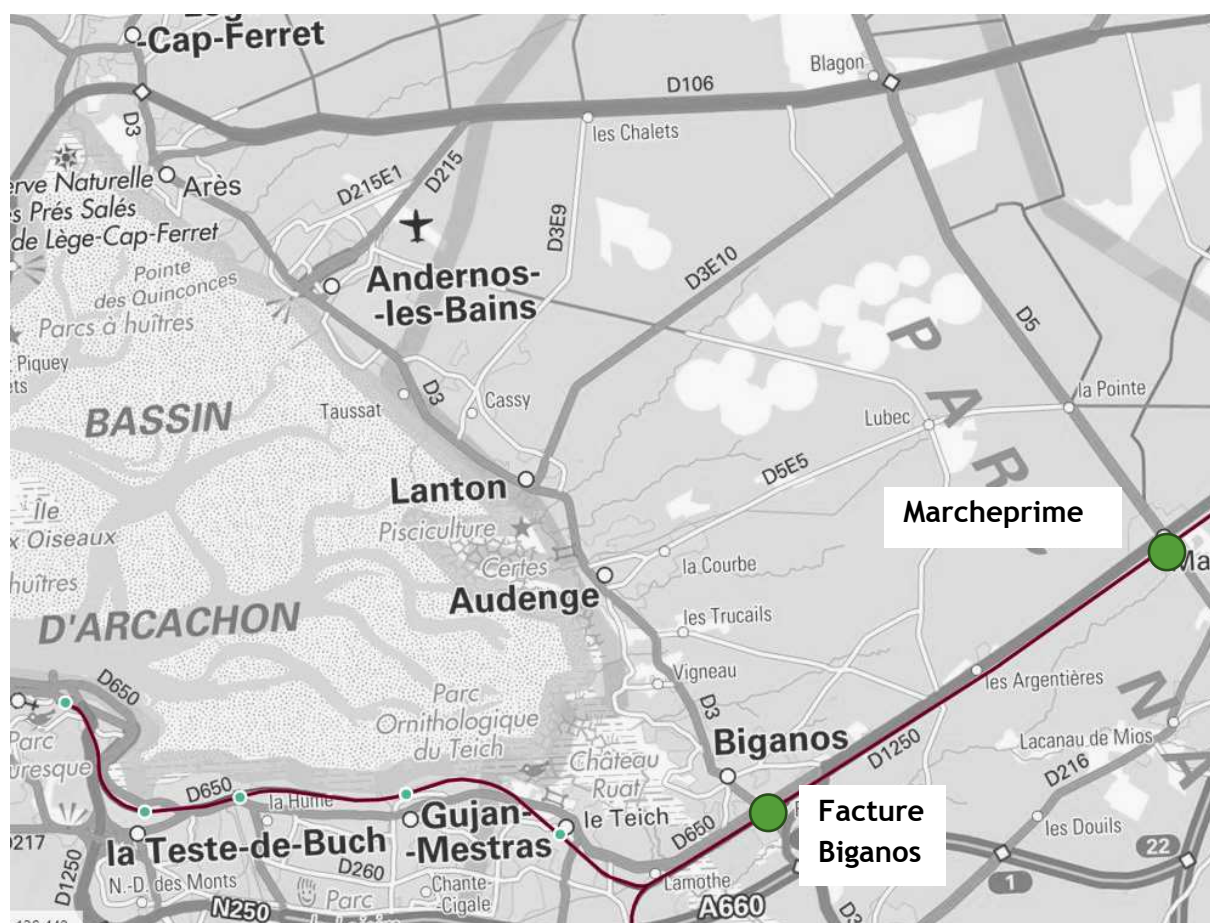 -Cap-Ferret
Blagon
D106
les Chalets
D3
Arès
Naturelle
Prés Salés
de Lège-Cap-Ferret
D215E1
D215
D3E9
Pointe
des Quinconces
Parcs à huîtres
Piquey
Andernos-
-les-Bains
D3E10
D5
P
A
R
la Pointe
BASSIN
Taussat
D3
Cassy
Lubec
D5E5
Lanton
Pisciculture
Certes
Île
Oiseaux
huîtres
Marcheprime
Ma
Audenge
la Courbe
les Trucails
D'ARCACHON
Vigneau
les Argentières
N
A
D650
Parc
Ornithologique
du Teich
D3
Biganos
D1250
Lacanau de Mios
D216
Château
Ruat
Parc
D650
la Hume
Gujan-
-Mestras
le Teich
D650
Facture
Biganos
les Douils
D217
la Teste-de-Buch
D1250
D260
N.-D. des Monts
Chante-
Cigale
Lamothe
22
1
Parc
N250
A660